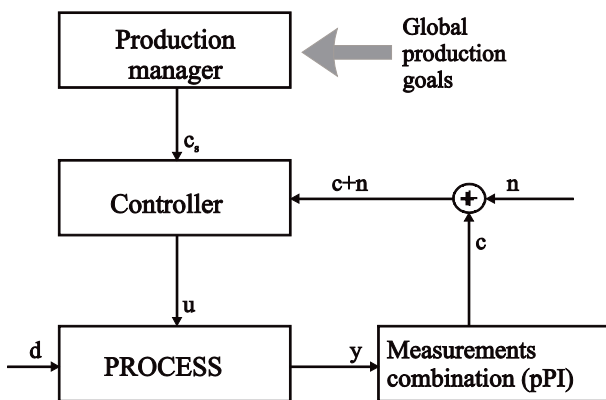 Production
manager
Global
production
goals
cₛ
Controller
c+n
n
c
u
d
PROCESS
y
Measurements
combination (pPI)